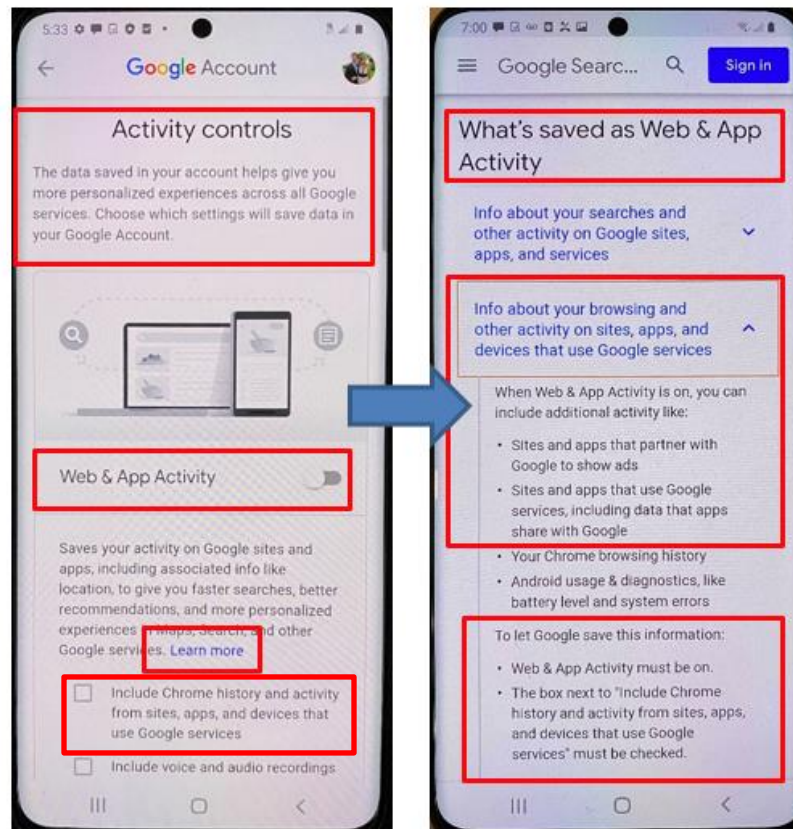 5:33
Google Account
Activity controls
The data saved in your account helps give you
more personalized experiences across all Google
services. Choose which settings will save data in
your Google Account.
Web & App Activity
Saves your activity on Google sites and
apps, including associated info like
location, to give you faster searches, better
recommendations, and more personalized
experiences in Maps, Search, and other
Google services. Learn more
Include Chrome history and activity
from sites, apps, and devices that
use Google services
Include voice and audio recordings
7:00
Google Searc...
Sign in
What's saved as Web & App
Activity
Info about your searches and
other activity on Google sites,
apps, and services
Info about your browsing and
other activity on sites, apps, and
devices that use Google services
When Web & App Activity is on, you can
include additional activity like:
• Sites and apps that partner with
Google to show ads
• Sites and apps that use Google
services, including data that apps
share with Google
• Your Chrome browsing history
• Android usage & diagnostics, like
battery level and system errors
To let Google save this information:
• Web & App Activity must be on.
• The box next to "Include Chrome
history and activity from sites, apps,
and devices that use Google
services" must be checked.